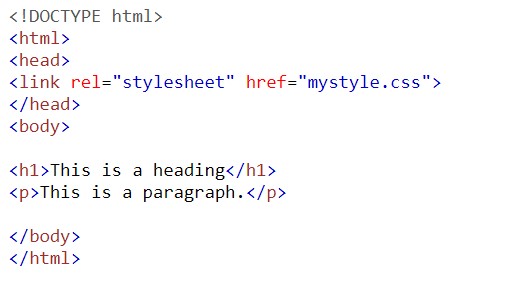 <!DOCTYPE html>
<html>
<head>
<link rel="stylesheet" href="mystyle.css">
</head>
<body>
<h1>This is a heading</h1>
<p>This is a paragraph.</p>
</body>
</html>